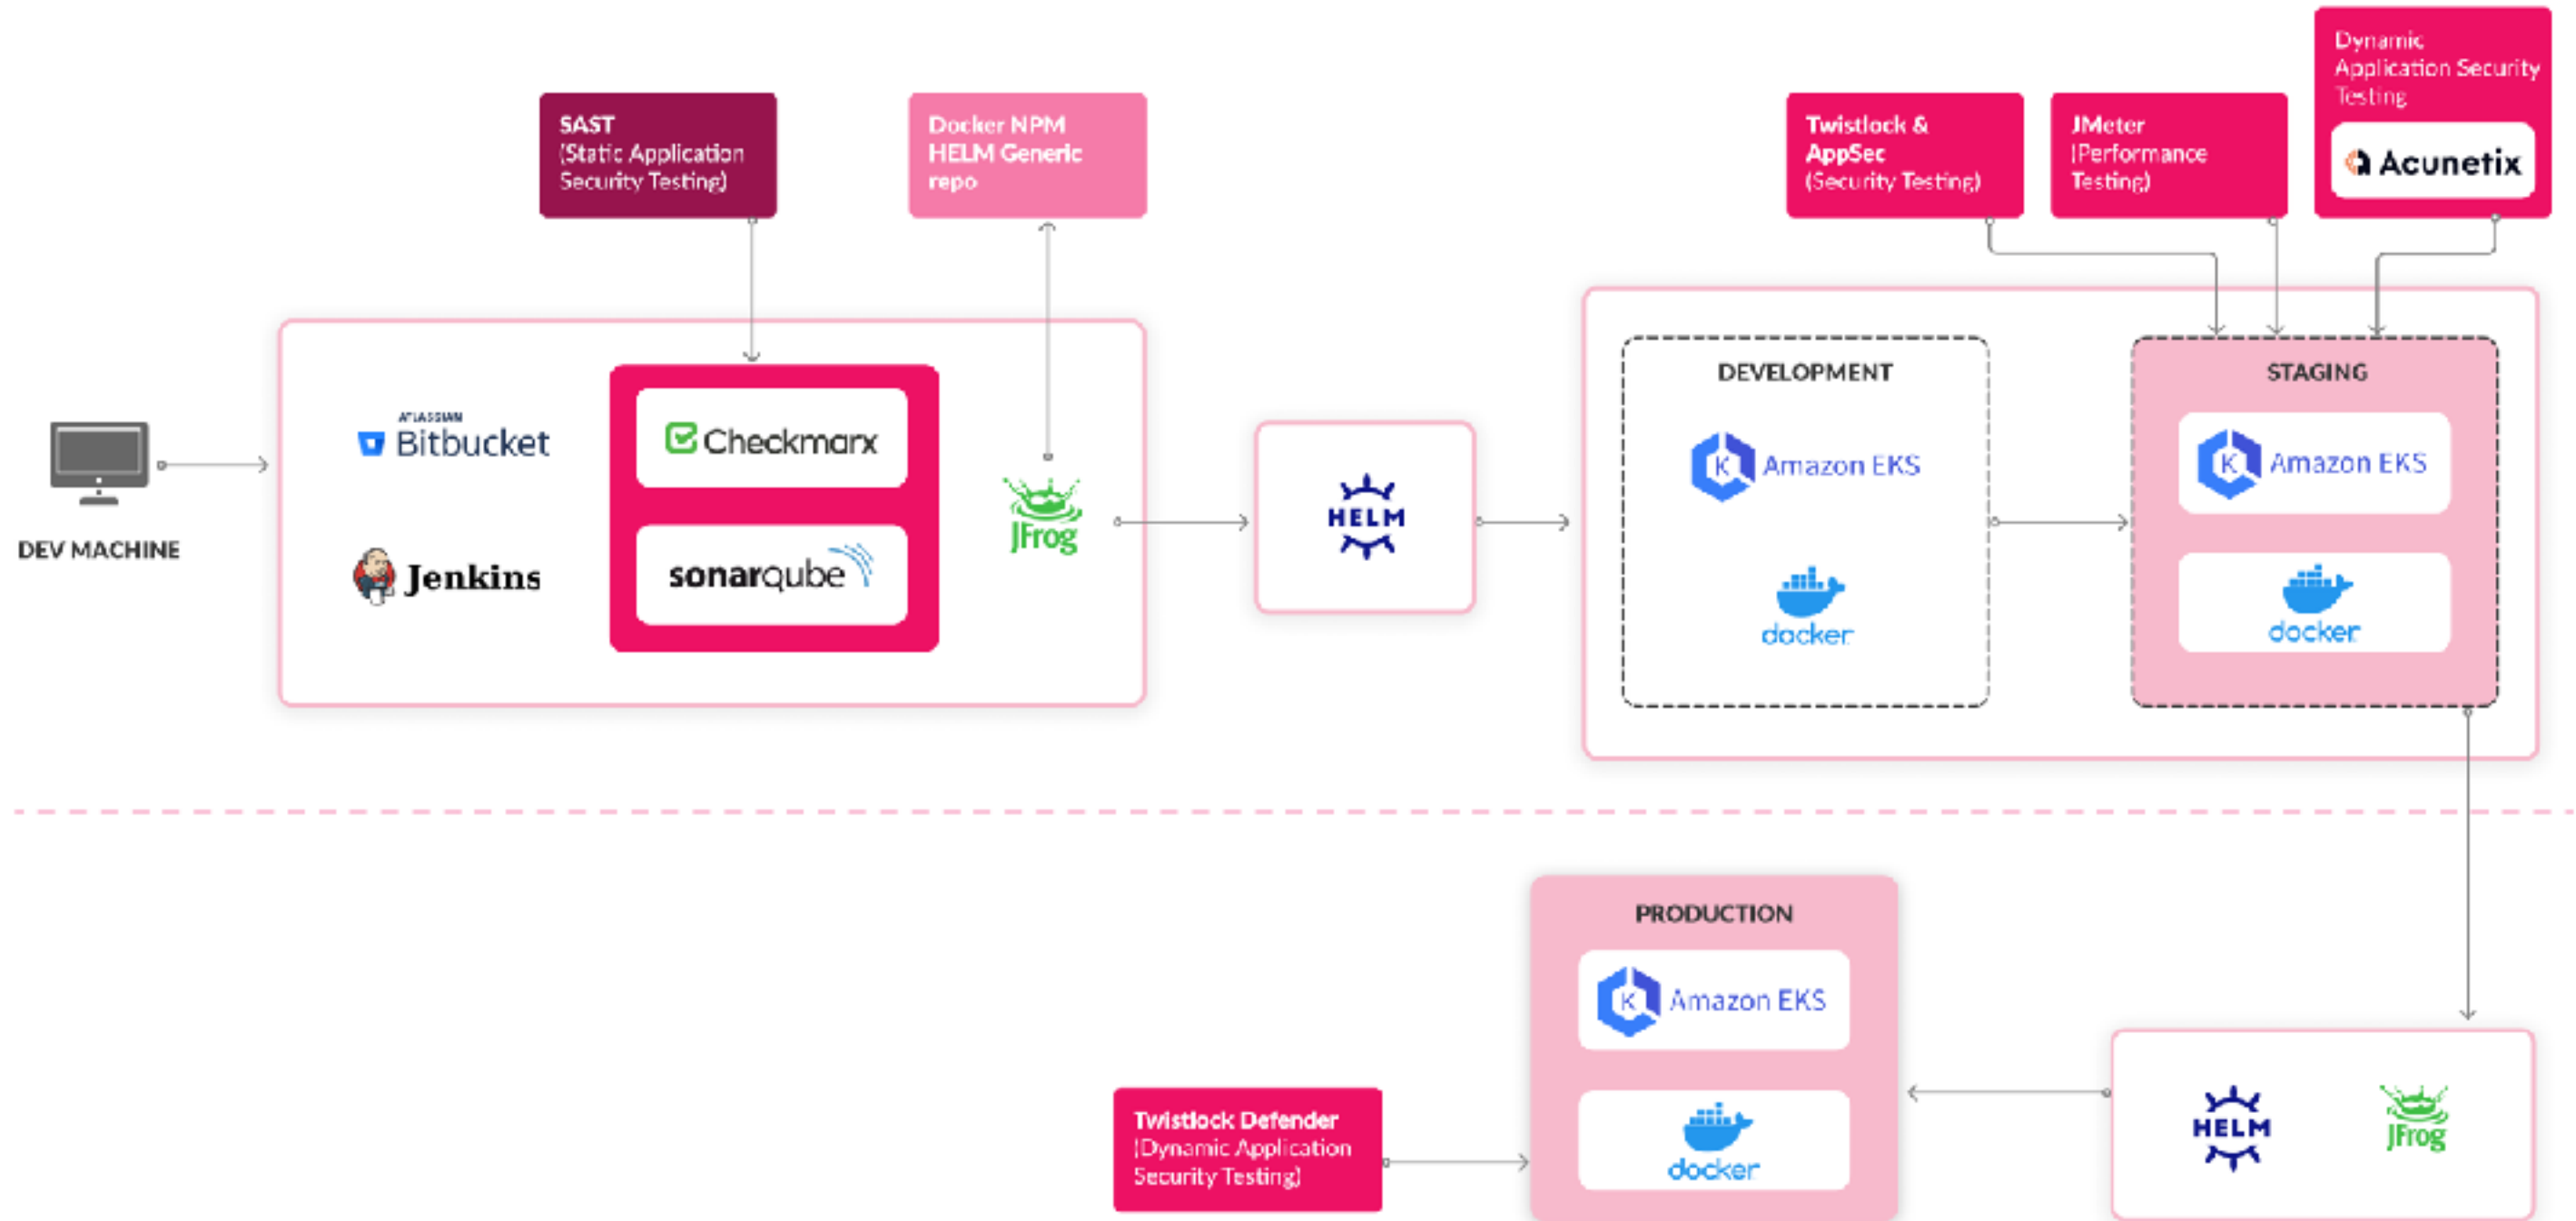 Dynamic
Application Security
Testing
Acunetix
SAST
(Static Application
Security Testing)
Docker NPM
HELM Generic
repo
Twistlock &
AppSec
(Security Testing)
JMeter
(Performance
Testing)
DEV MACHINE
ATLASSIAN
Bitbucket
Jenkins
Checkmarx
sonarqube
JFrog
HELM
DEVELOPMENT
K
Amazon EKS
docker
STAGING
K
Amazon EKS
docker
PRODUCTION
K
Amazon EKS
docker
Twistlock Defender
(Dynamic Application
Security Testing)
HELM
JFrog